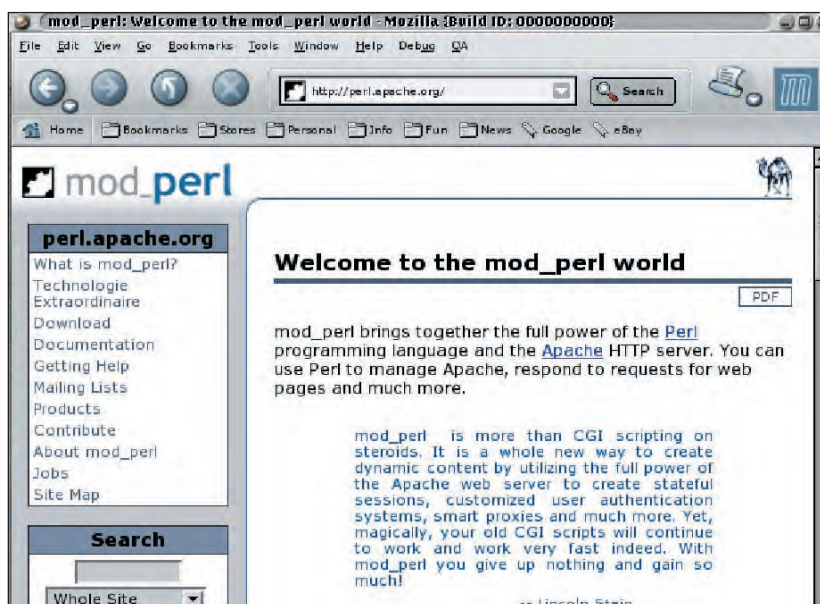 mod_perl: Welcome to the mod_perl world - Mozilla {Build ID: 0000000000}
File Edit View Go Bookmarks Tools Window Help Debug QA
http://perl.apache.org/ Search
Home Bookmarks Stores Personal Info Fun News Google eBay
mod_perl
perl.apache.org
What is mod_perl?
Technologie
Extraordinaire
Download
Documentation
Getting Help
Mailing Lists
Products
Contribute
About mod_perl
Jobs
Site Map
Search
Whole Site
Welcome to the mod_perl world
PDF
mod_perl brings together the full power of the Perl
programming language and the Apache HTTP server. You can
use Perl to manage Apache, respond to requests for web
pages and much more.
mod_perl is more than CGI scripting on
steroids. It is a whole new way to create
dynamic content by utilizing the full power of
the Apache web server to create stateful
sessions, customized user authentication
systems, smart proxies and much more. Yet,
magically, your old CGI scripts will continue
to work and work very fast indeed. With
mod_perl you give up nothing and gain so
much!
-- Lincoln Stein